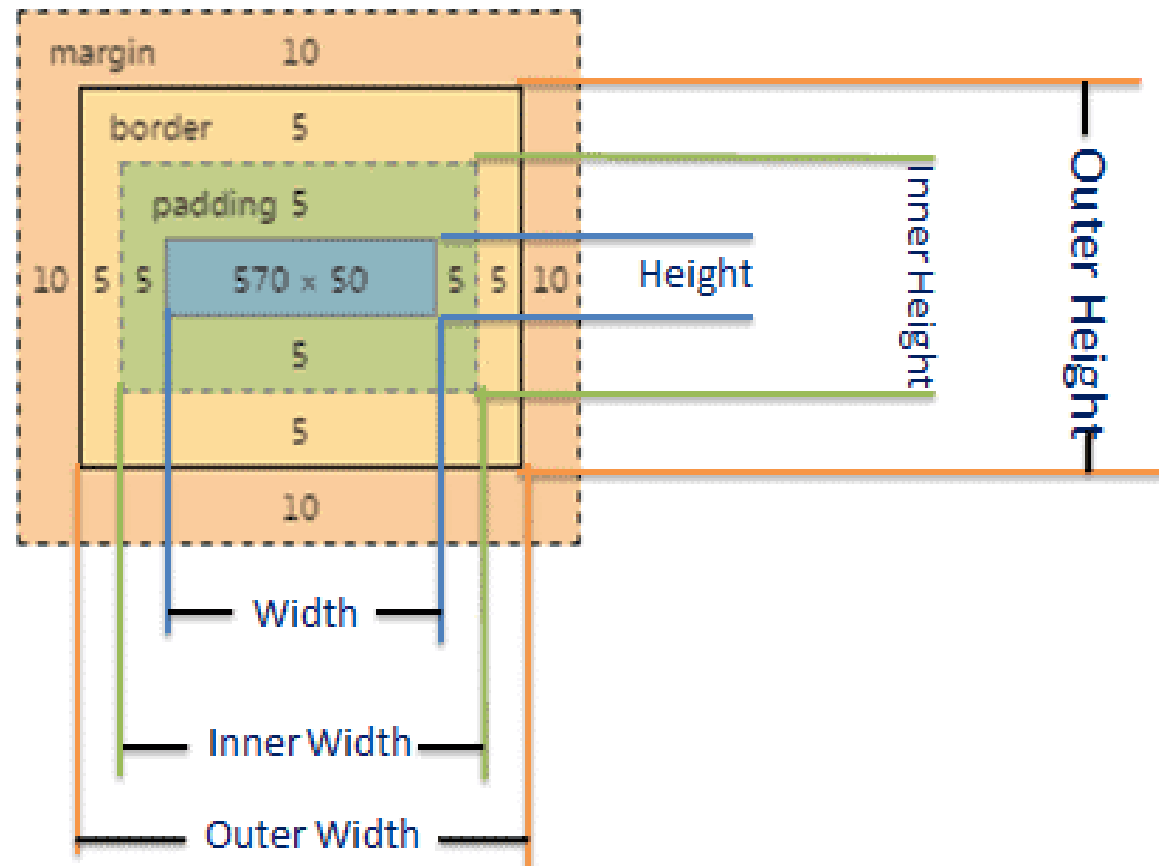 margin 10
border 5
padding 5
10 5 5 570 × 50 5 5 10
5
5
10
Height
Inner Height
Outer Height
Width
Inner Width
Outer Width